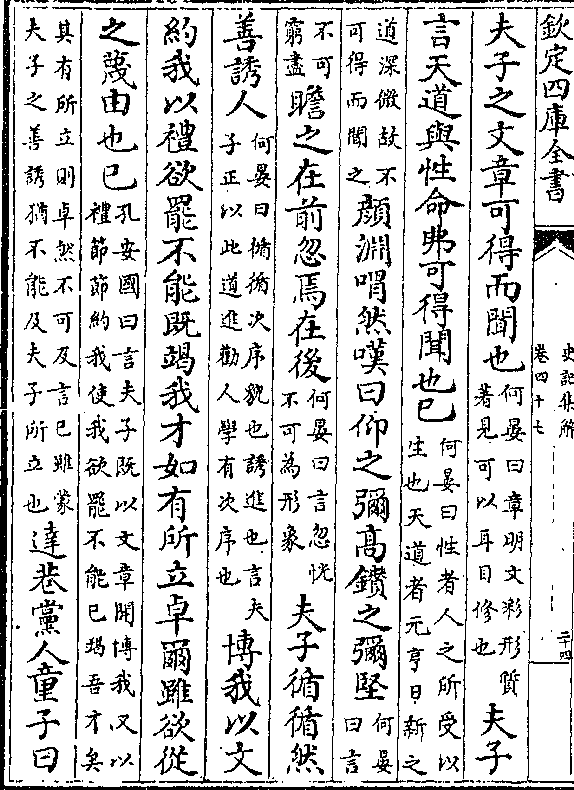 欽定四庫全書
史記集解
卷四十七
二十四
夫子之文章可得而聞也何晏曰章明文彩形質著見可以耳目修也夫子
言天道與性命弗可得聞也已何晏曰性者人之所受以生也天道者元亨日新之
道深微故不可得而聞之顏淵喟然嘆曰仰之彌高鑽之彌堅何晏曰言
不可窮盡瞻之在前忽焉在後何晏曰言忽怳不可為形象夫子循循然
善誘人何晏曰循循次序貌也誘進也言夫子正以此道進勸人學有次序也博我以文
約我以禮欲罷不能既竭我才如有所立卓爾雖欲從
之蔑由也已孔安國曰言夫子既以文章開博我又以禮節節約我使我欲罷不能已竭吾才矣
其有所立則卓然不可及言已雖蒙夫子之善誘猶不能及夫子所立也達巷黨人童子曰